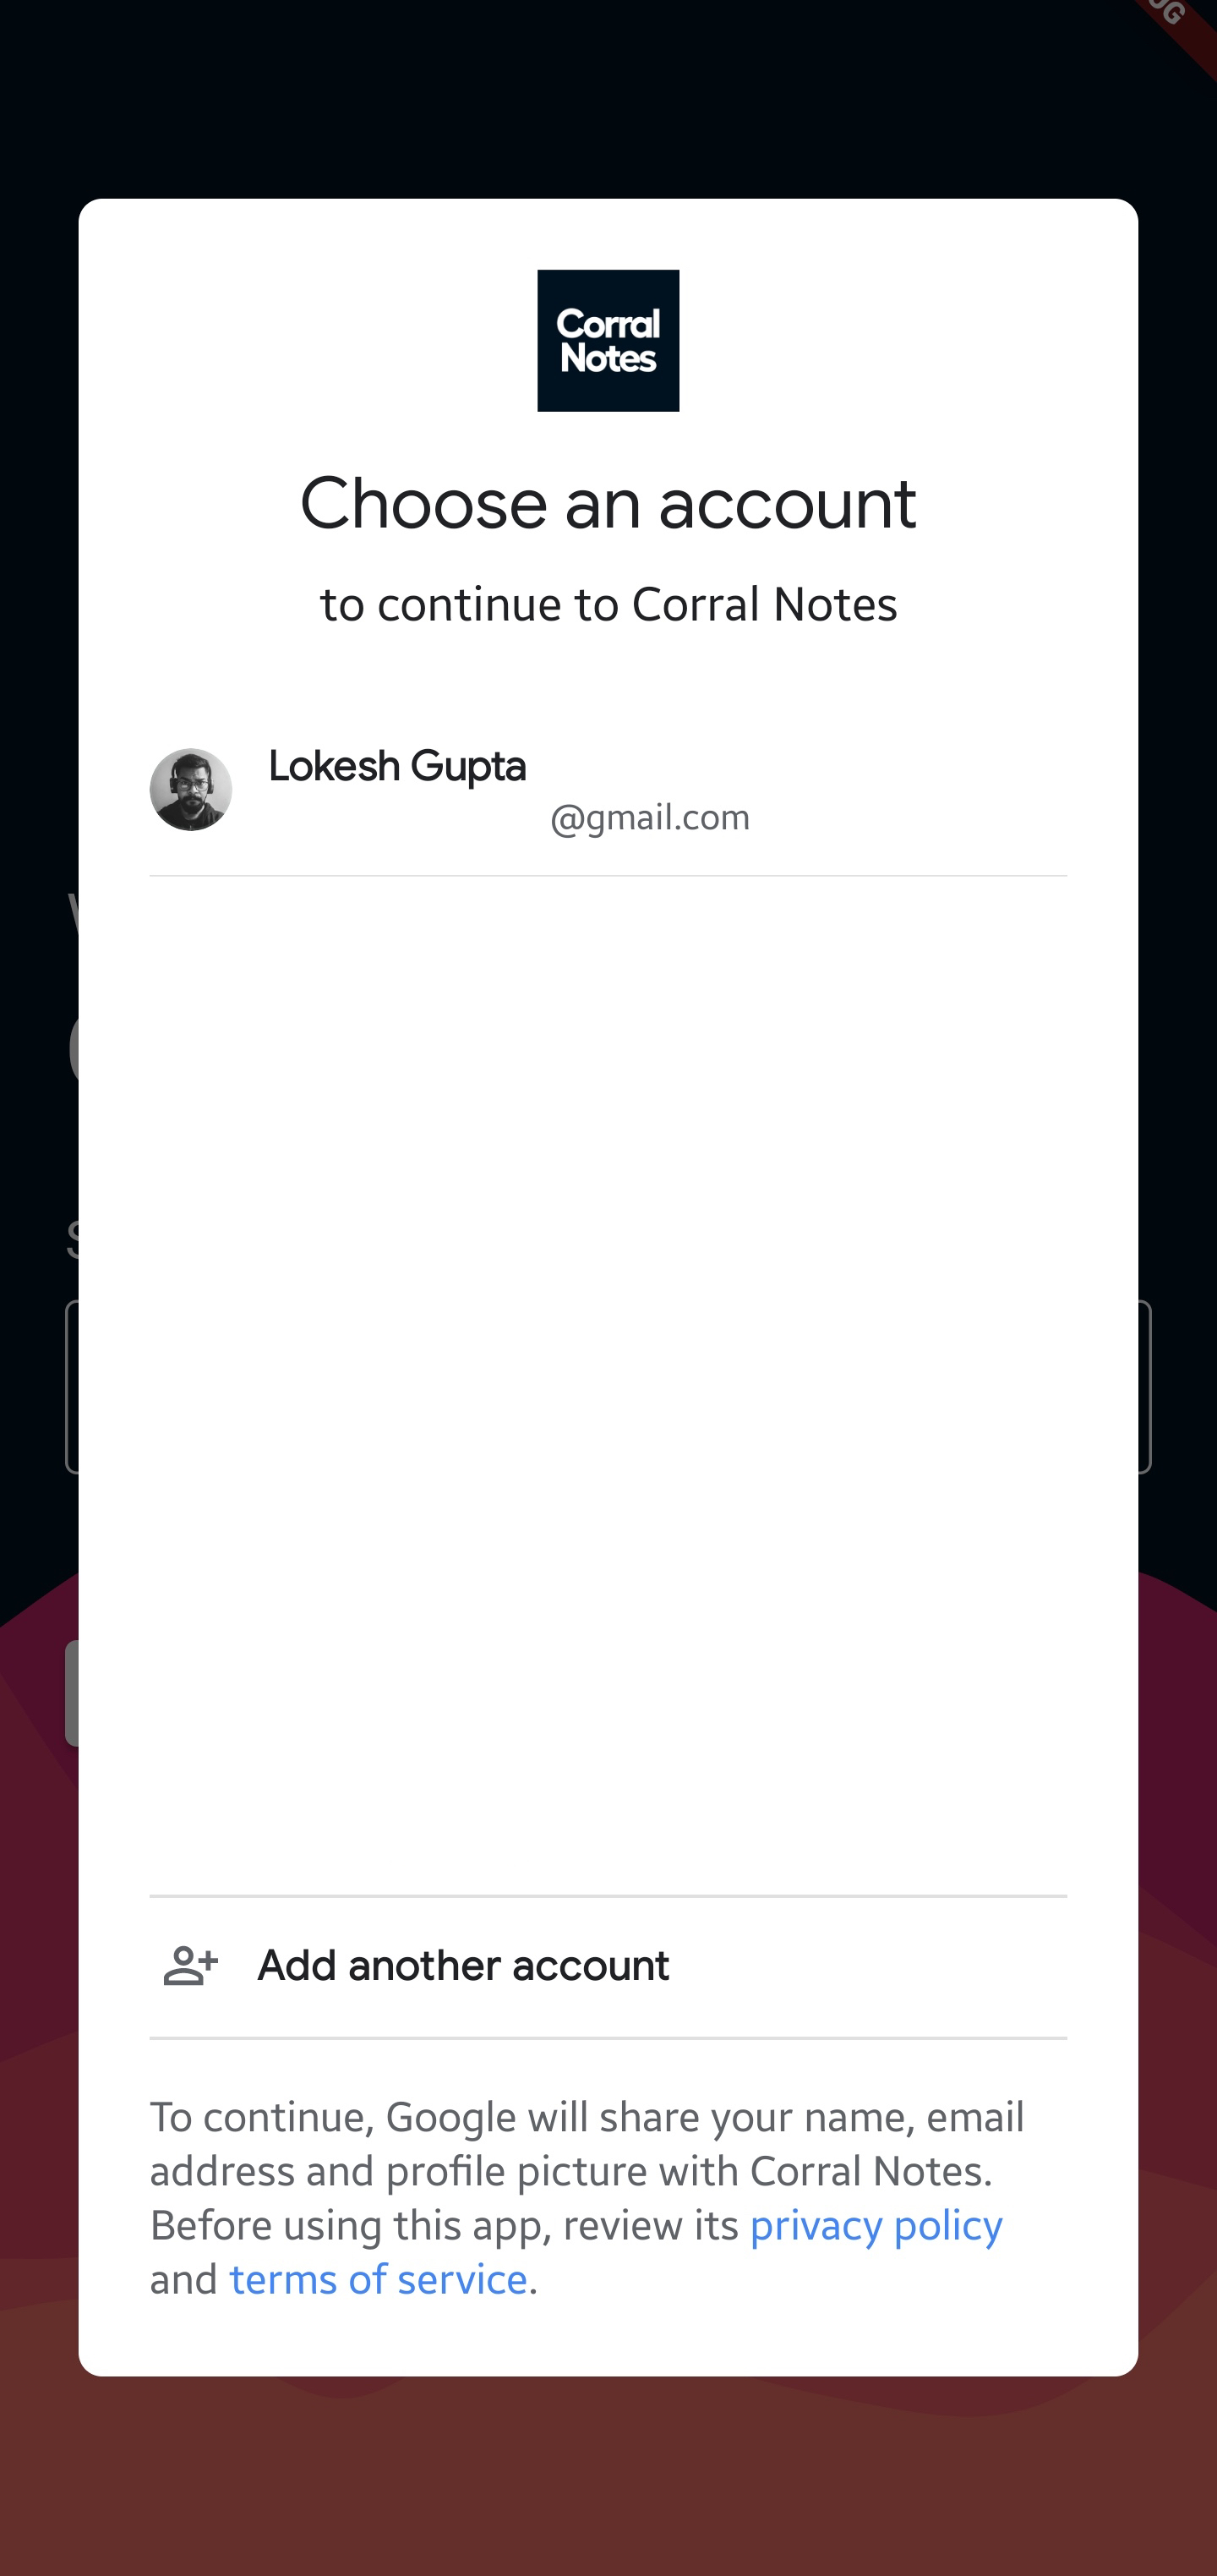 Corral
Notes
Choose an account
to continue to Corral Notes
Lokesh Gupta
@gmail.com
Add another account
To continue, Google will share your name, email
address and profile picture with Corral Notes.
Before using this app, review its privacy policy
and terms of service.